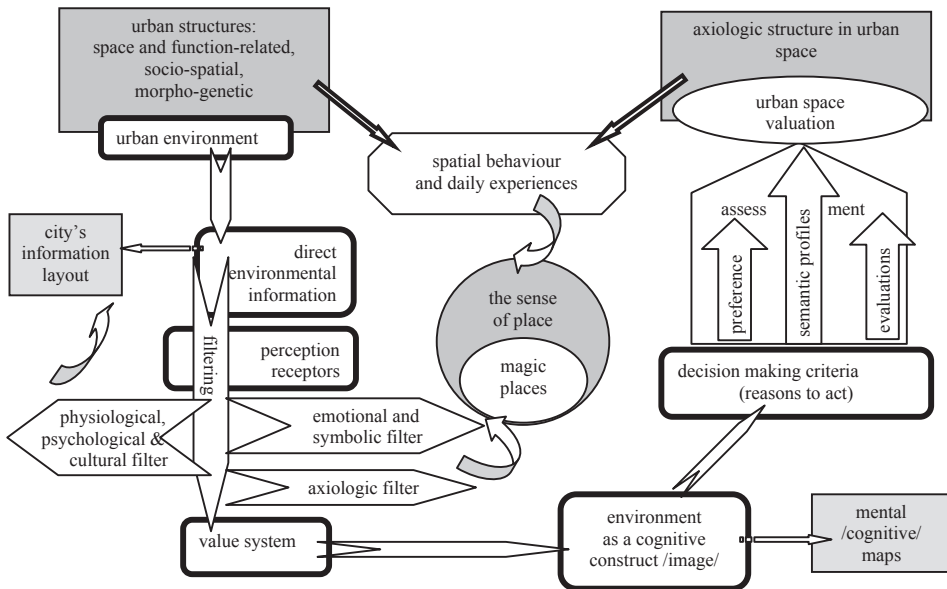 urban structures:
space and function-related,
socio-spatial,
morpho-genetic
urban environment
axiologic structure in urban
space
urban space
valuation
spatial behaviour
and daily experiences
assess ment
preference
semantic profiles
evaluations
city's
information
layout
direct
environmental
information
filtering
perception
receptors
the sense of place
magic
places
decision making criteria
(reasons to act)
physiological,
psychological &
cultural filter
emotional and
symbolic filter
axiologic filter
value system
environment
as a cognitive
construct /image/
mental
/cognitive/
maps